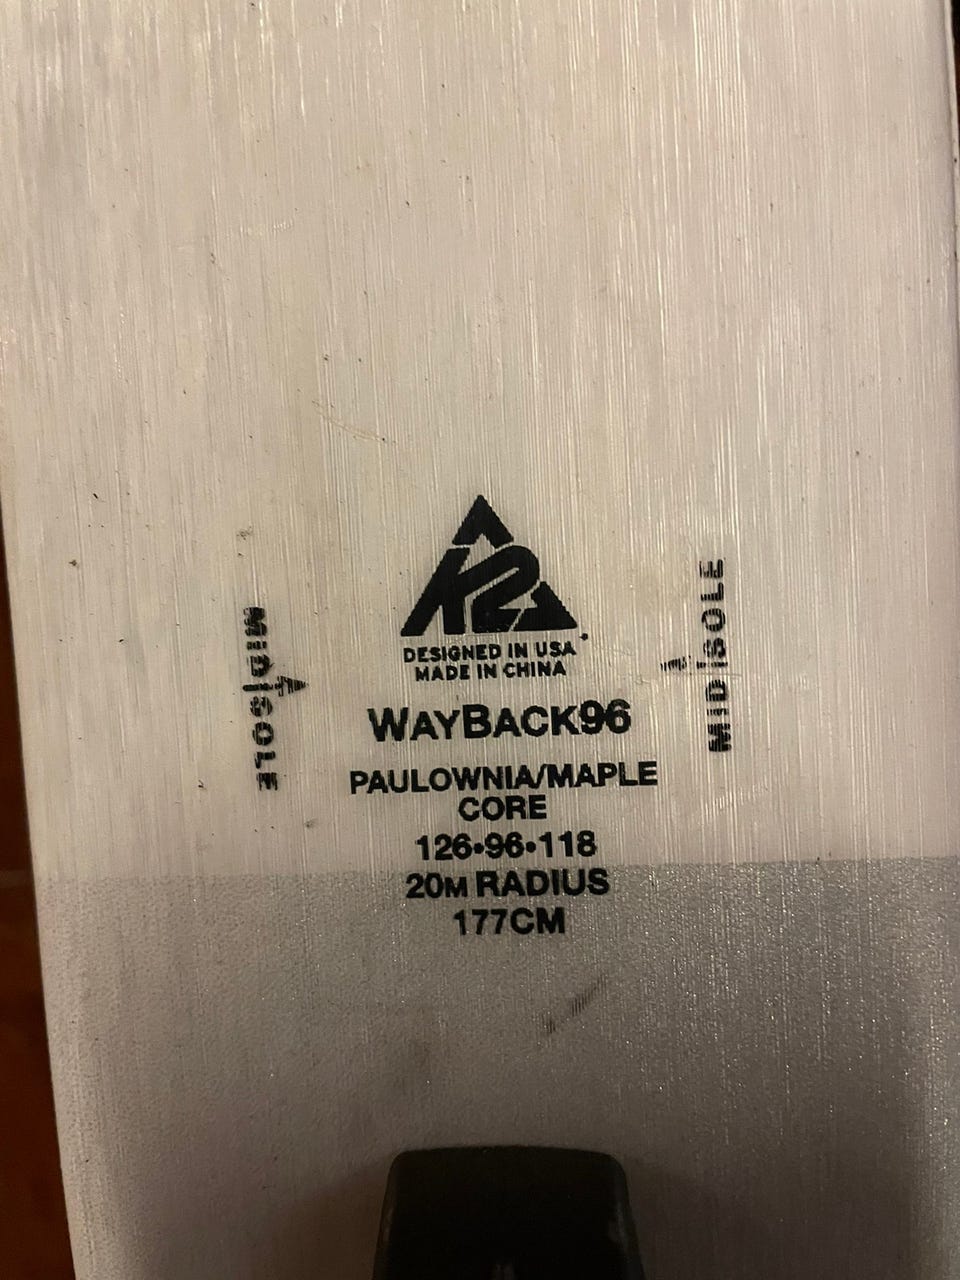 K2
DESIGNED IN USA
MADE IN CHINA
WAYBACK96
PAULOWNIA/MAPLE
CORE
126•96•118
20M RADIUS
177CM
MID|SOLE
MID|SOLE